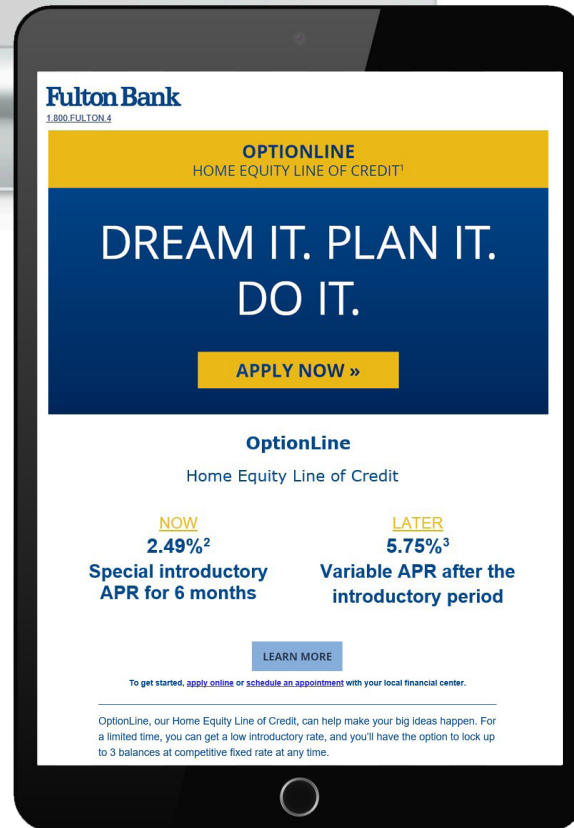 Fulton Bank
1.800.FULTON.4
OPTIONLINE
HOME EQUITY LINE OF CREDIT¹
DREAM IT. PLAN IT.
DO IT.
APPLY NOW »
OptionLine
Home Equity Line of Credit
NOW
2.49%²
Special introductory
APR for 6 months
LATER
5.75%³
Variable APR after the
introductory period
LEARN MORE
To get started, apply online or schedule an appointment with your local financial center.
OptionLine, our Home Equity Line of Credit, can help make your big ideas happen. For
a limited time, you can get a low introductory rate, and you'll have the option to lock up
to 3 balances at competitive fixed rate at any time.